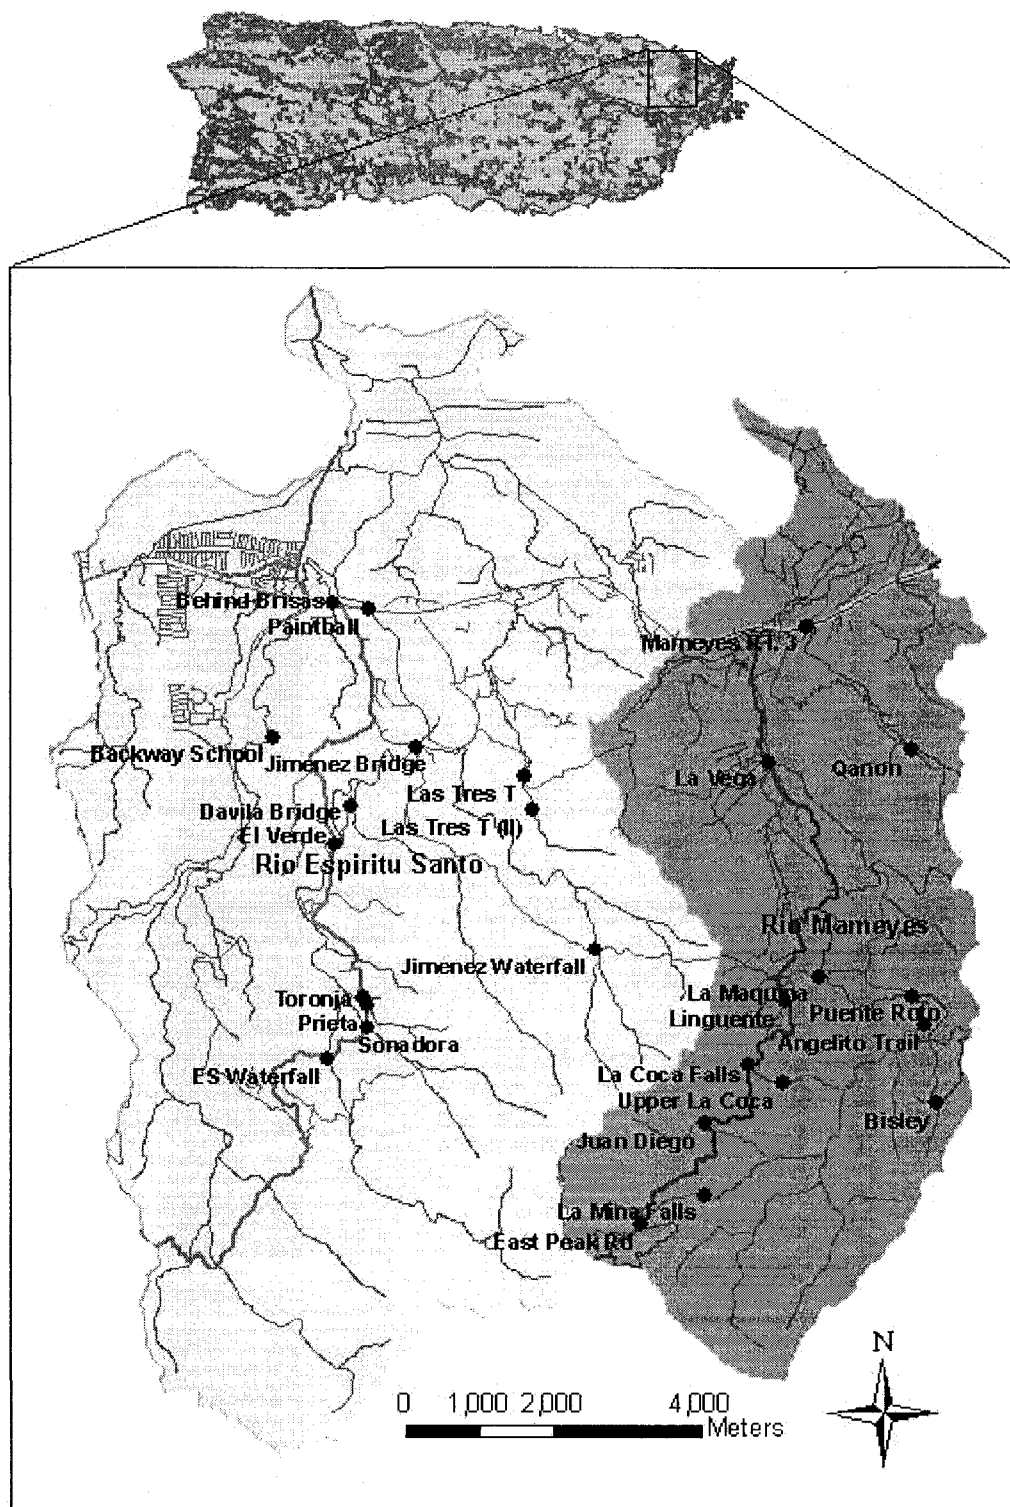 Behind Brisas
Paintball
Mameyes Rt. 3
Backway School
Jimenez Bridge
La Vega
Qanon
Las Tres T
Davila Bridge
Las Tres T (II)
El Verde
Rio Espiritu Santo
Rio Mameyes
Jimenez Waterfall
Toronja
La Maquina
Prieta
Linguente
Puente Roto
Sonadora
Angelito Trail
ES Waterfall
La Coca Falls
Upper La Coca
Bisley
Juan Diego
La Mina Falls
East Peak Rd
N
0 1,000 2,000 4,000
Meters